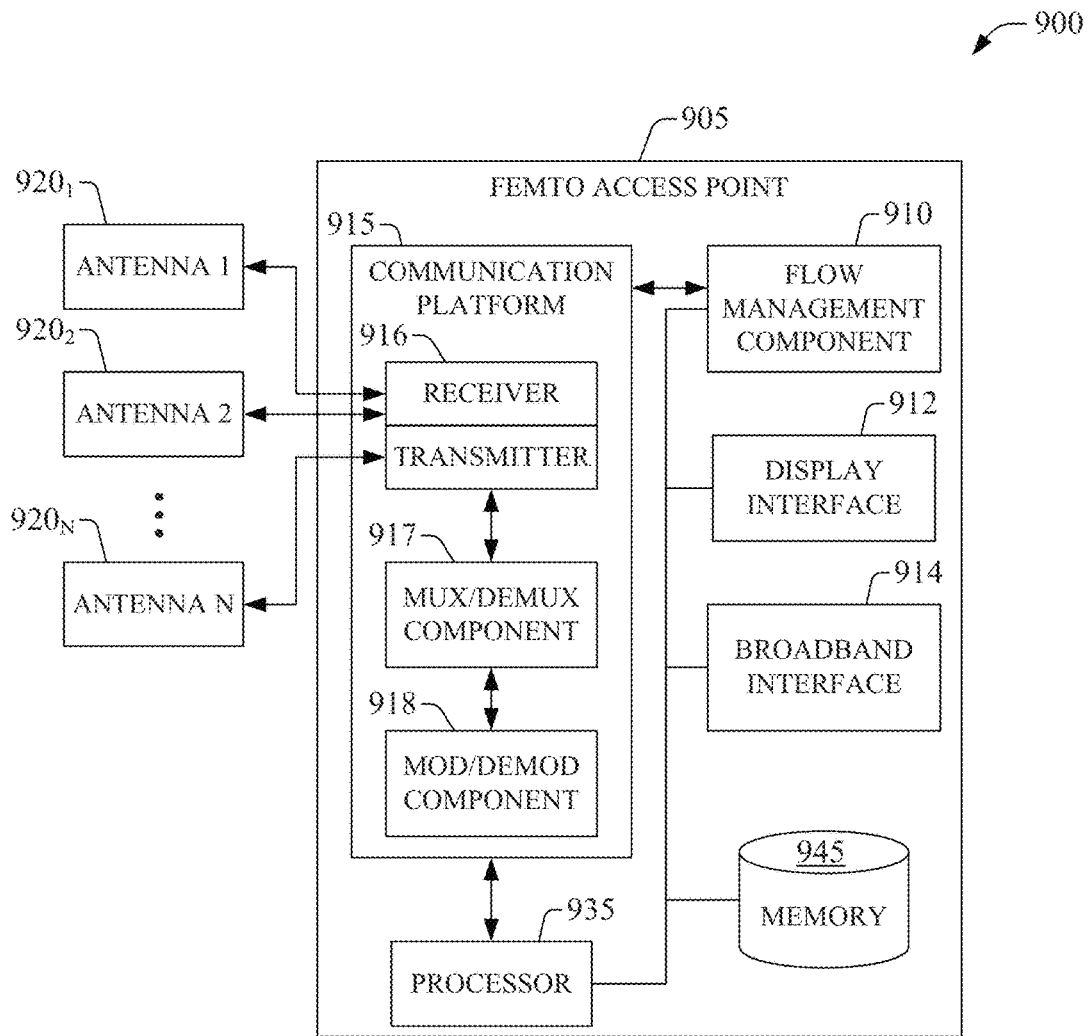 900
905
FEMTO ACCESS POINT
920₁
ANTENNA 1
920₂
ANTENNA 2
920N
ANTENNA N
915
COMMUNICATION
PLATFORM
916
RECEIVER
TRANSMITTER
917
MUX/DEMUX
COMPONENT
918
MOD/DEMOD
COMPONENT
935
PROCESSOR
910
FLOW
MANAGEMENT
COMPONENT
912
DISPLAY
INTERFACE
914
BROADBAND
INTERFACE
945
MEMORY